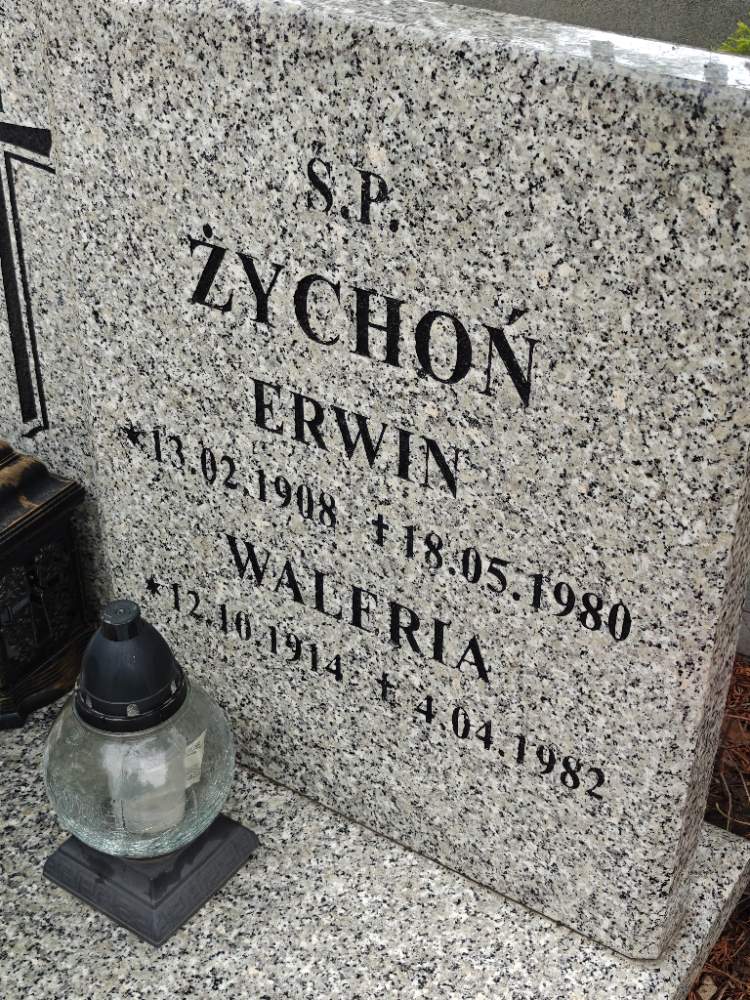 S.P.
ŻYCHOŃ
ERWIN
*13.02.1908 †18.05.1980
WALERIA
*12.10.1914 † 4.04.1982